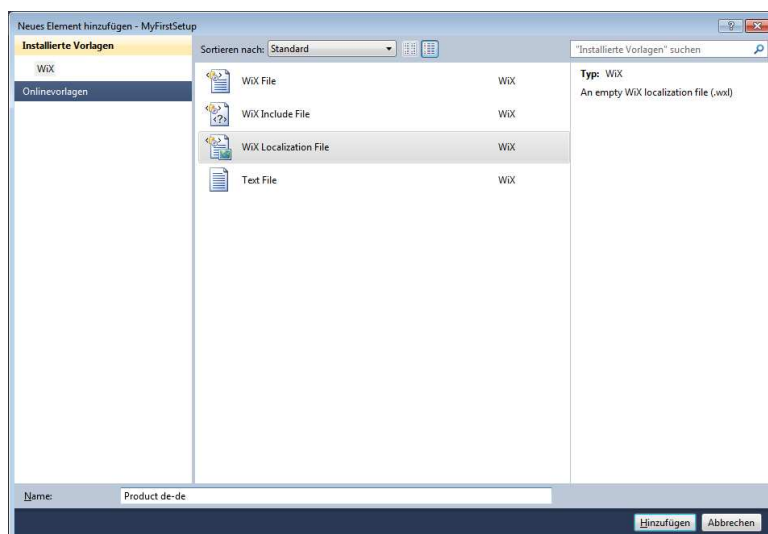 Neues Element hinzufügen - MyFirstSetup
Installierte Vorlagen
WiX
Onlinevorlagen
Sortieren nach: Standard
WiX File WiX
WiX Include File WiX
WiX Localization File WiX
Text File WiX
"Installierte Vorlagen" suchen
Typ: WiX
An empty WiX localization file (.wxl)
Name: Product de-de
Hinzufügen Abbrechen